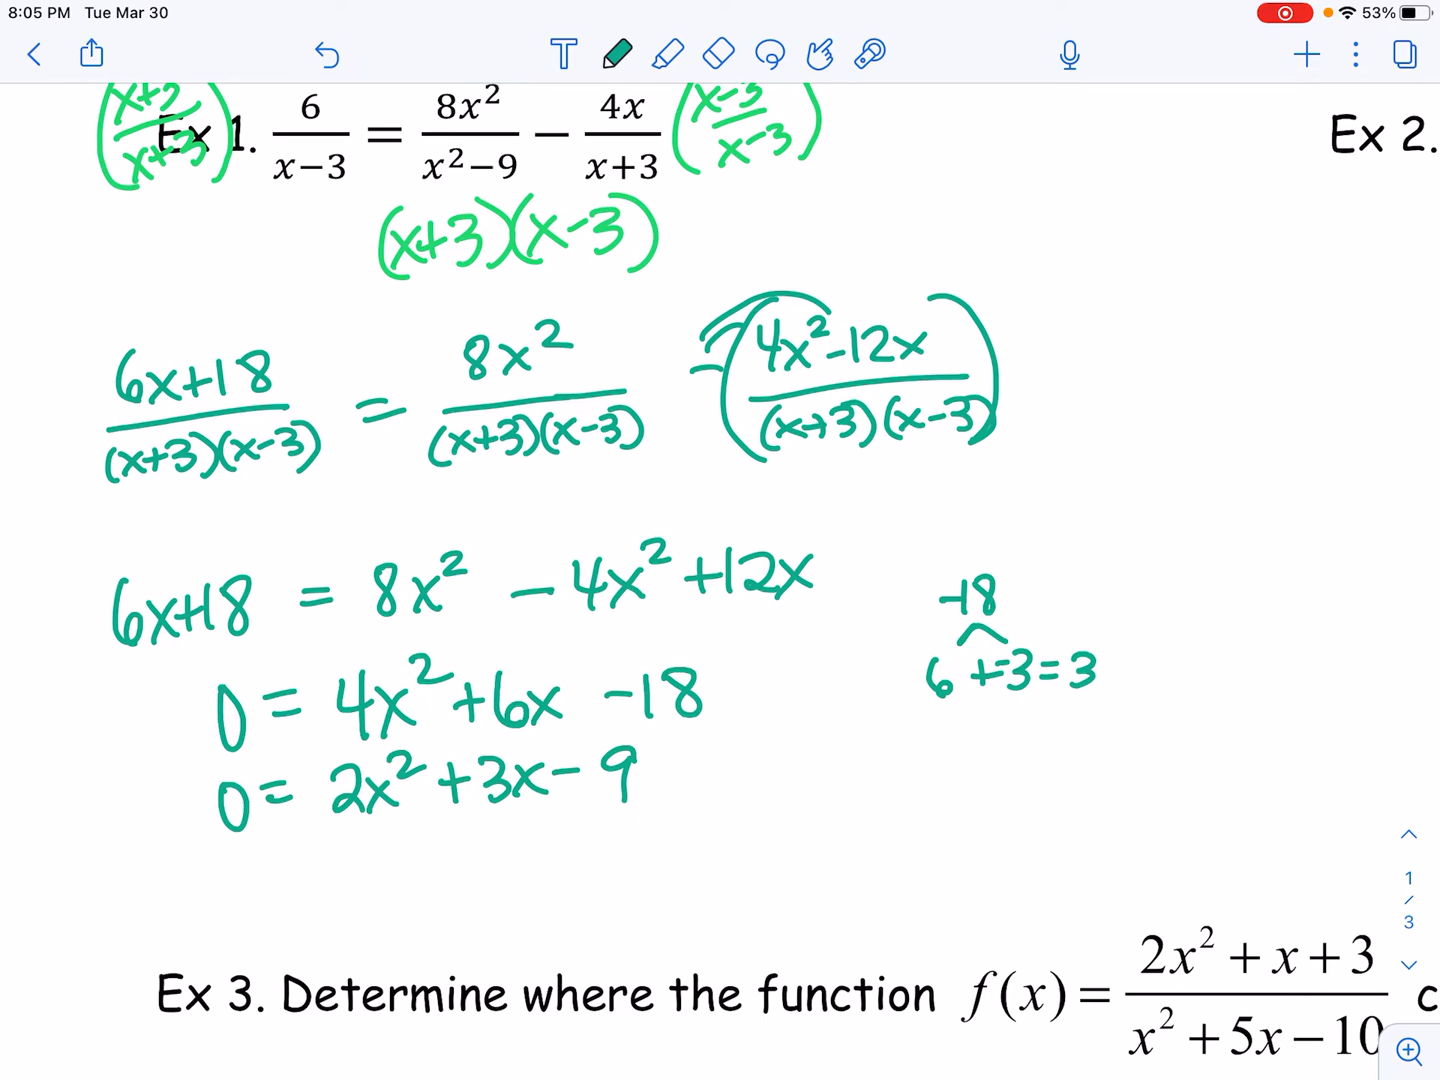 8:05 PM Tue Mar 30 53%
T
(x+3/x+3) Ex 1. 6/(x−3) = 8x²/(x²−9) − 4x/(x+3) (x−3/x−3) Ex 2.
(x+3)(x−3)
(6x+18)/((x+3)(x−3)) = 8x²/((x+3)(x−3)) − ((4x²−12x)/((x+3)(x−3)))
6x+18 = 8x² − 4x² +12x
-18
6 + -3 = 3
0 = 4x² +6x −18
0 = 2x² +3x − 9
1
/
3
Ex 3. Determine where the function f(x) = (2x² + x + 3)/(x² + 5x − 10)